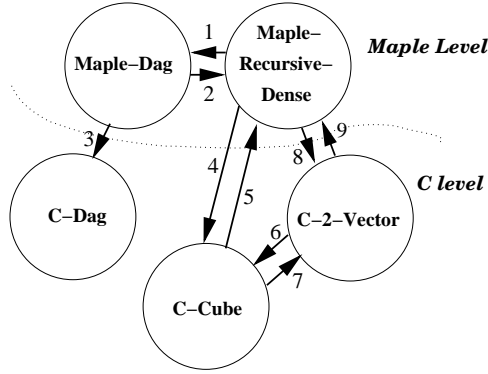 1
Maple−Dag
2
Maple−
Recursive−
Dense
Maple Level
3
4
5
8
9
C level
C−Dag
C−2−Vector
6
7
C−Cube